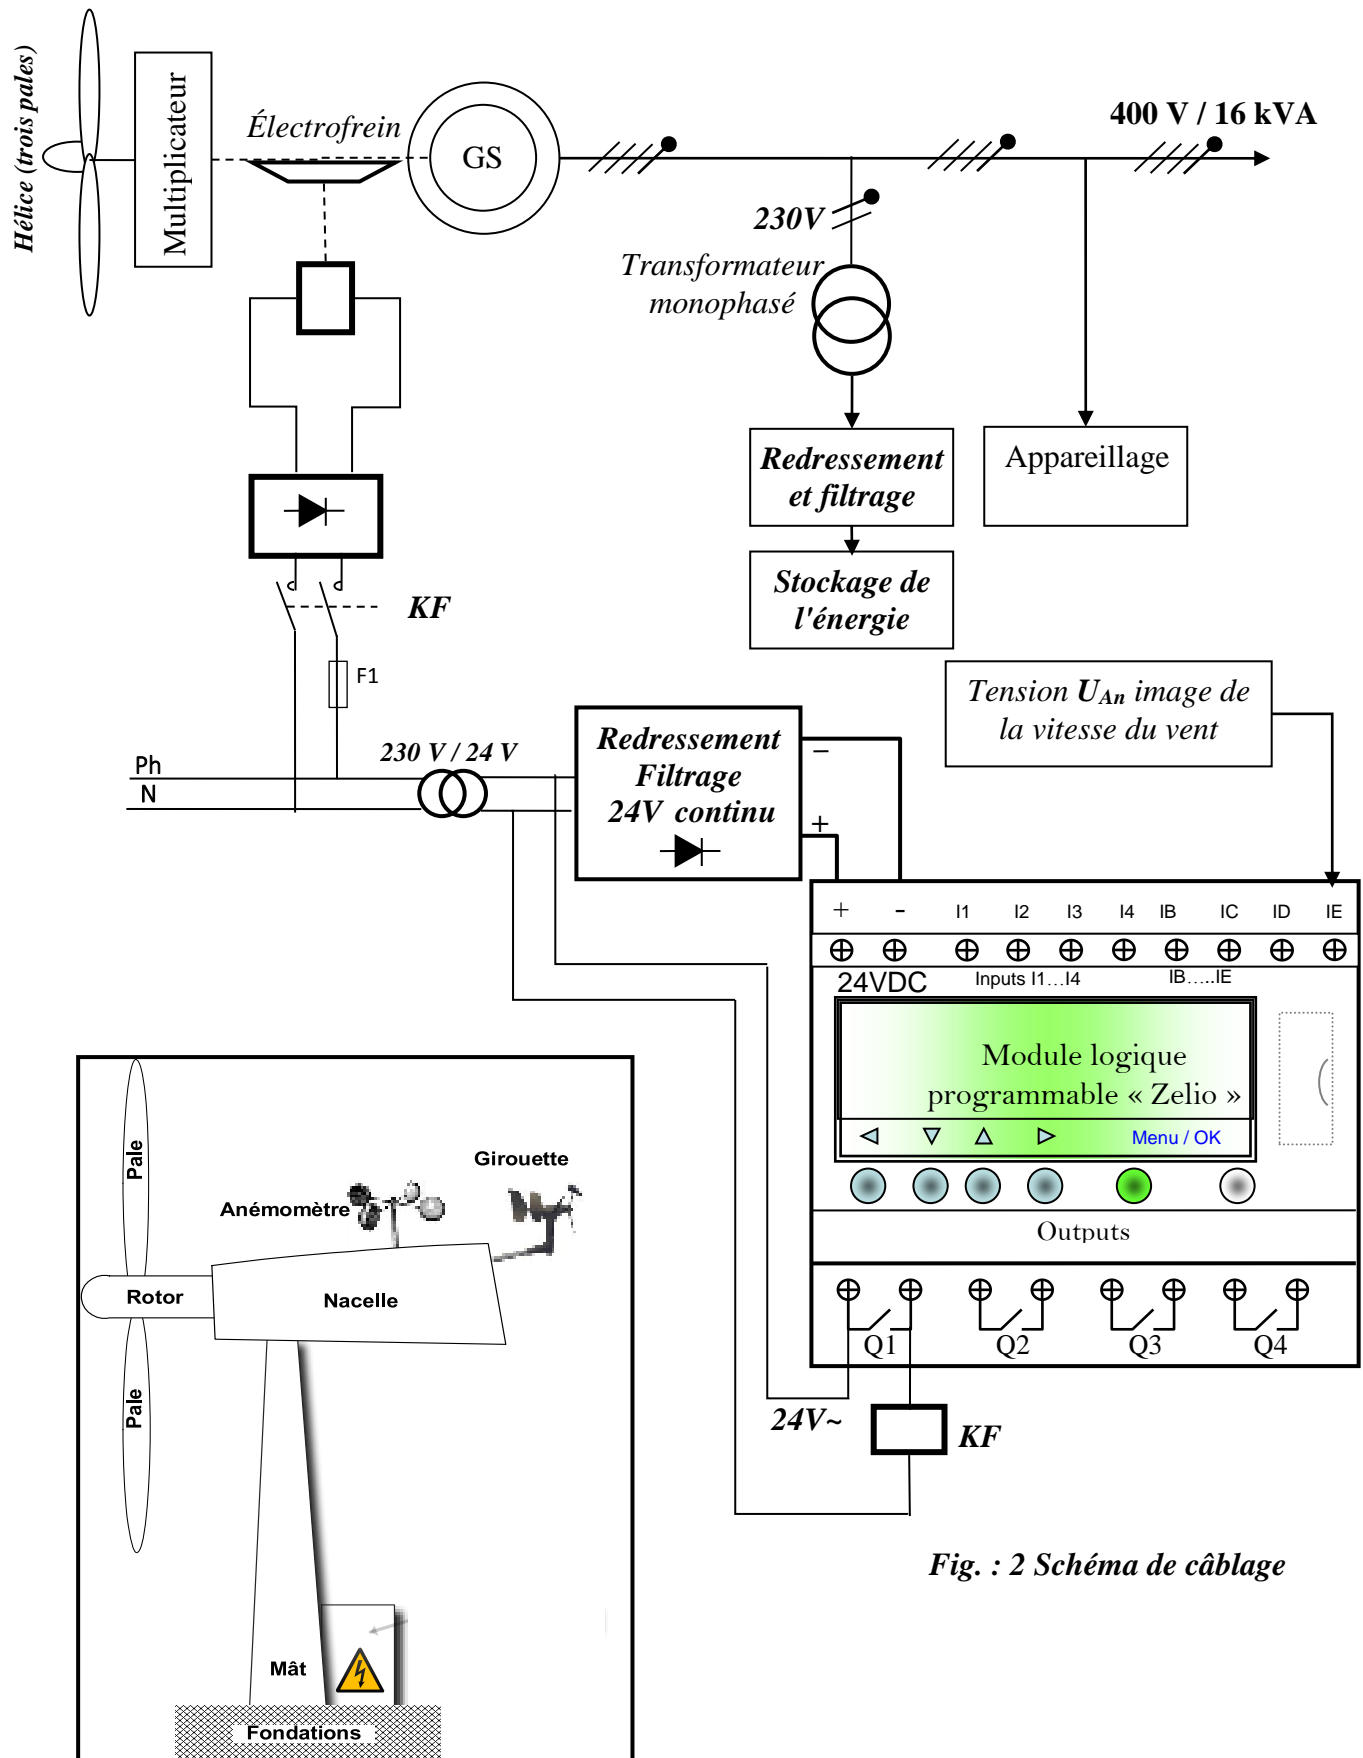 Hélice (trois pales)
Multiplicateur
Électrofrein
GS
400 V / 16 kVA
230V
Transformateur
monophasé
Redressement
et filtrage
Appareillage
Stockage de
l'énergie
KF
F1
Tension UAn image de
la vitesse du vent
Ph
N
230 V / 24 V
Redressement
Filtrage
24V continu
−
+
+ - I1 I2 I3 I4 IB IC ID IE
24VDC Inputs I1…I4 IB…..IE
Module logique
programmable « Zelio »
Menu / OK
Outputs
Q1 Q2 Q3 Q4
24V~
KF
Fig. : 2 Schéma de câblage
Pale
Girouette
Anémomètre
Rotor
Nacelle
Pale
Mât
Fondations